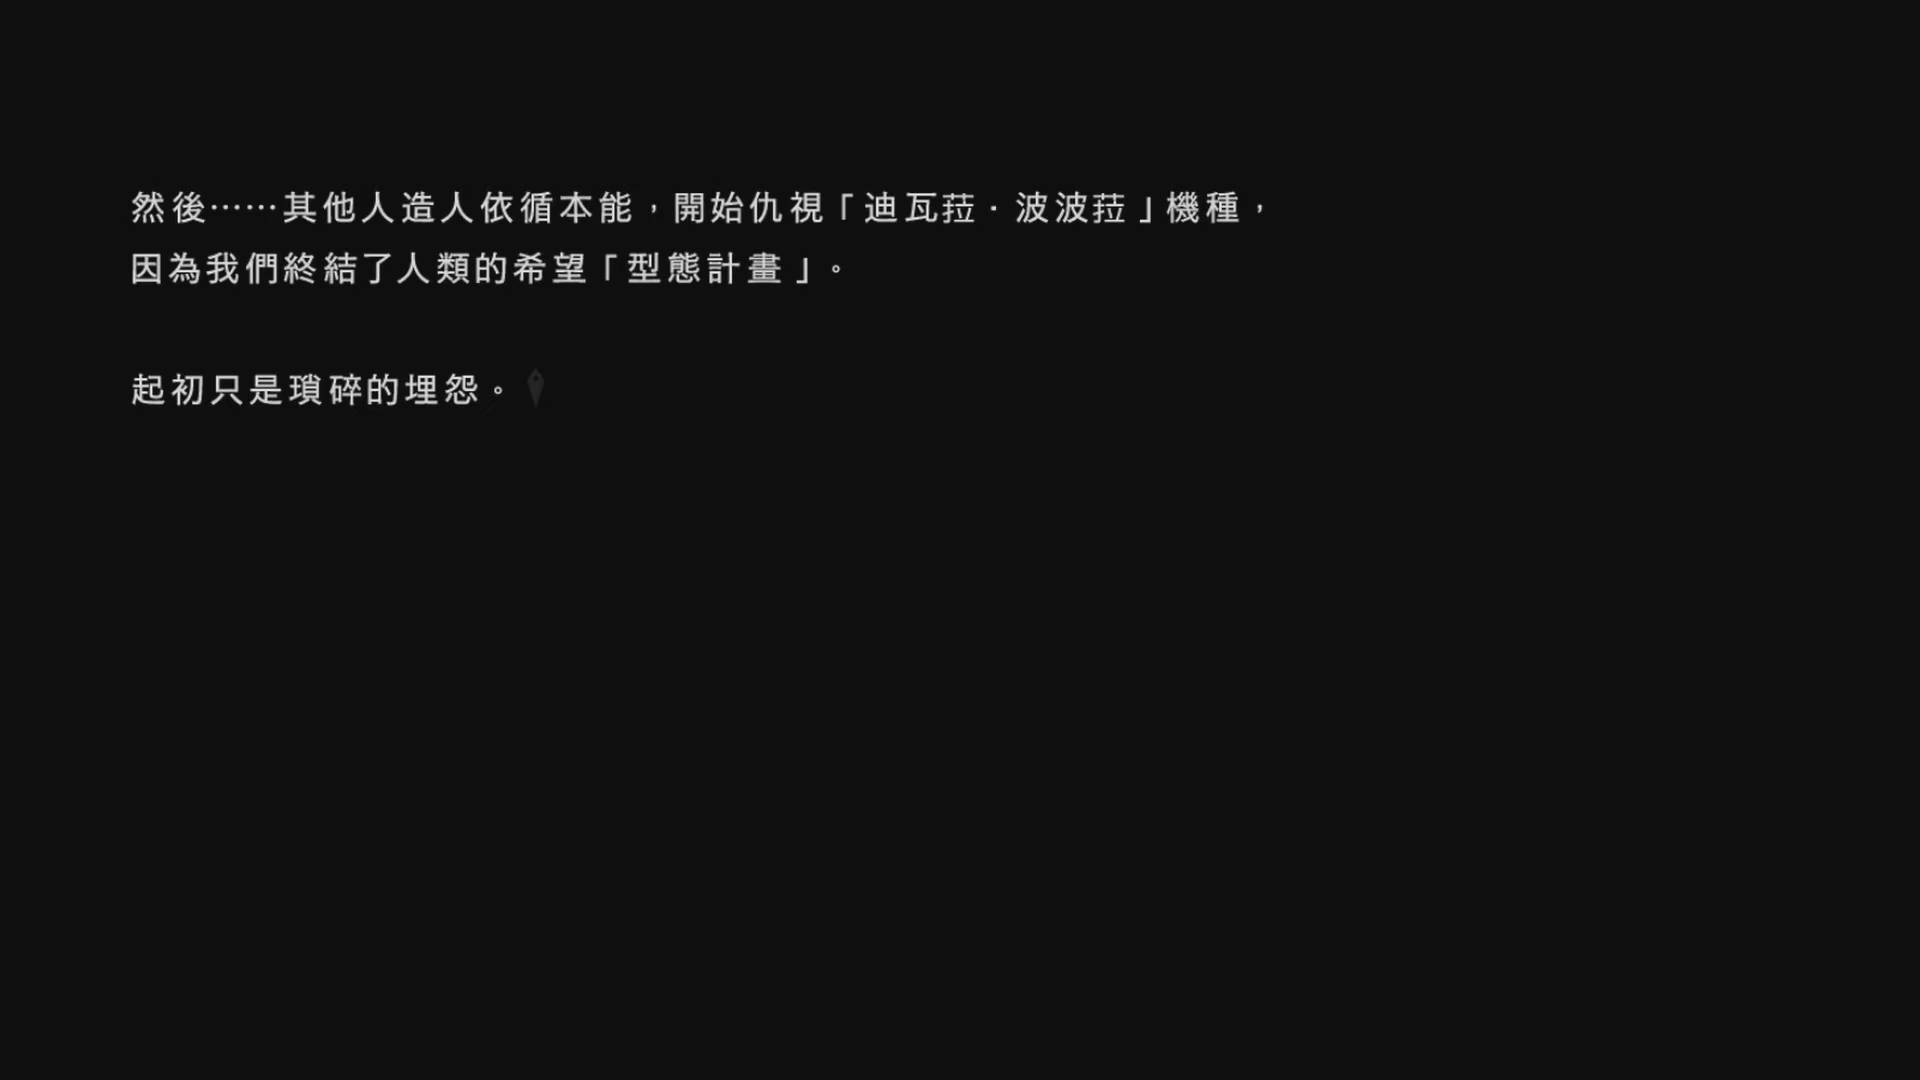 然後……其他人造人依循本能，開始仇視「迪瓦菈．波波菈」機種，
因為我們終結了人類的希望「型態計畫」。
起初只是瑣碎的埋怨。